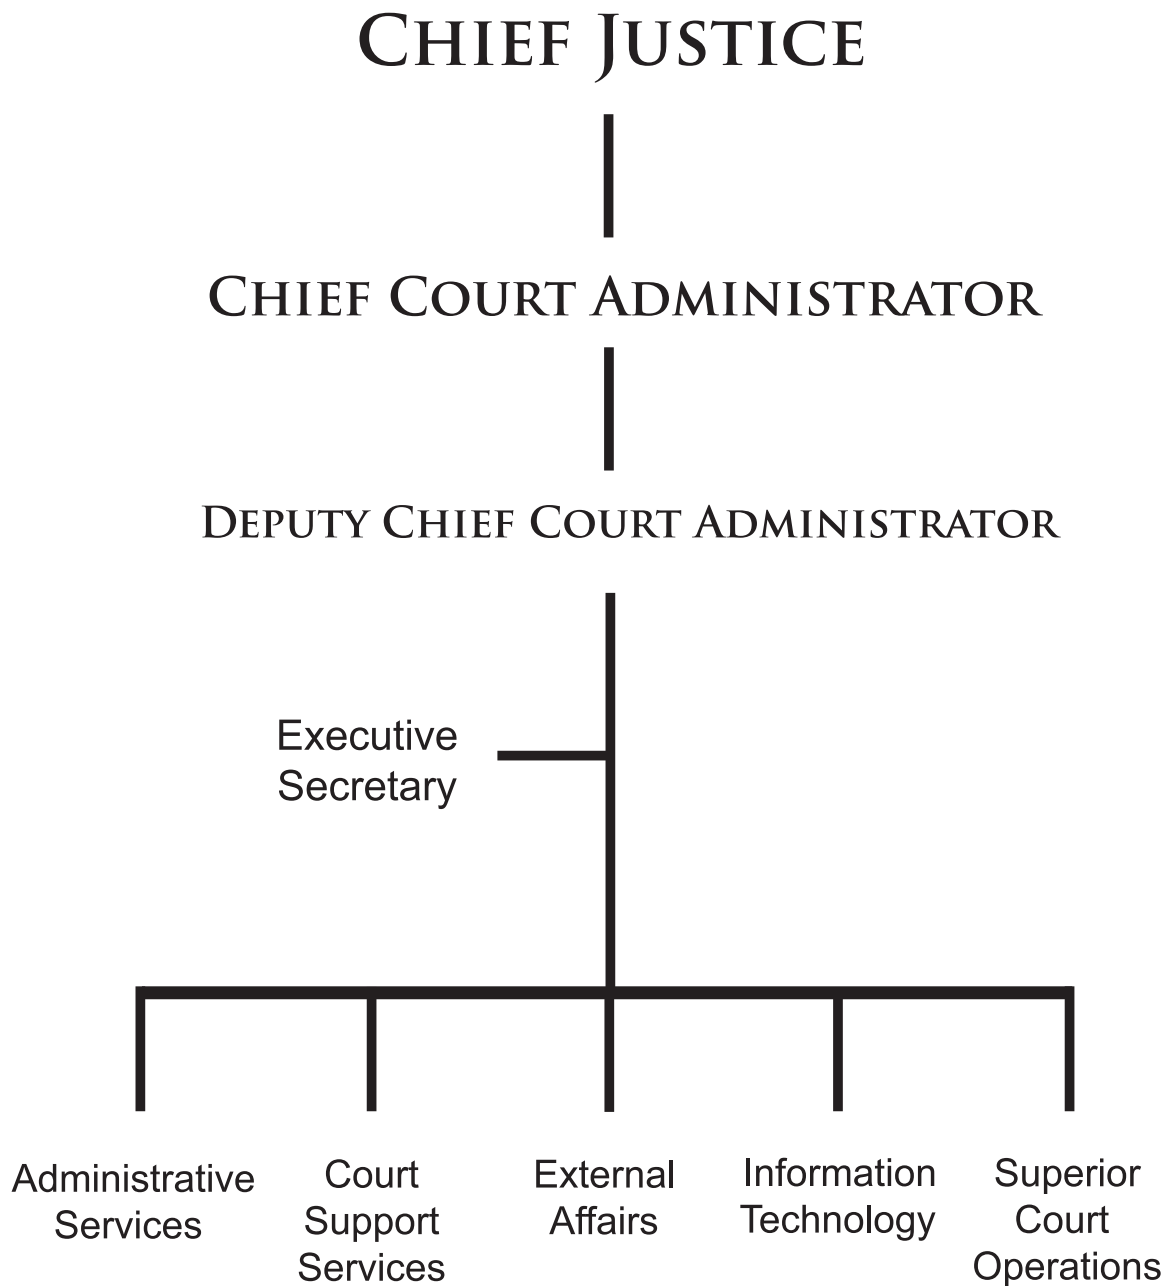 CHIEF JUSTICE
CHIEF COURT ADMINISTRATOR
DEPUTY CHIEF COURT ADMINISTRATOR
Executive
Secretary
Administrative
Services
Court
Support
Services
External
Affairs
Information
Technology
Superior
Court
Operations